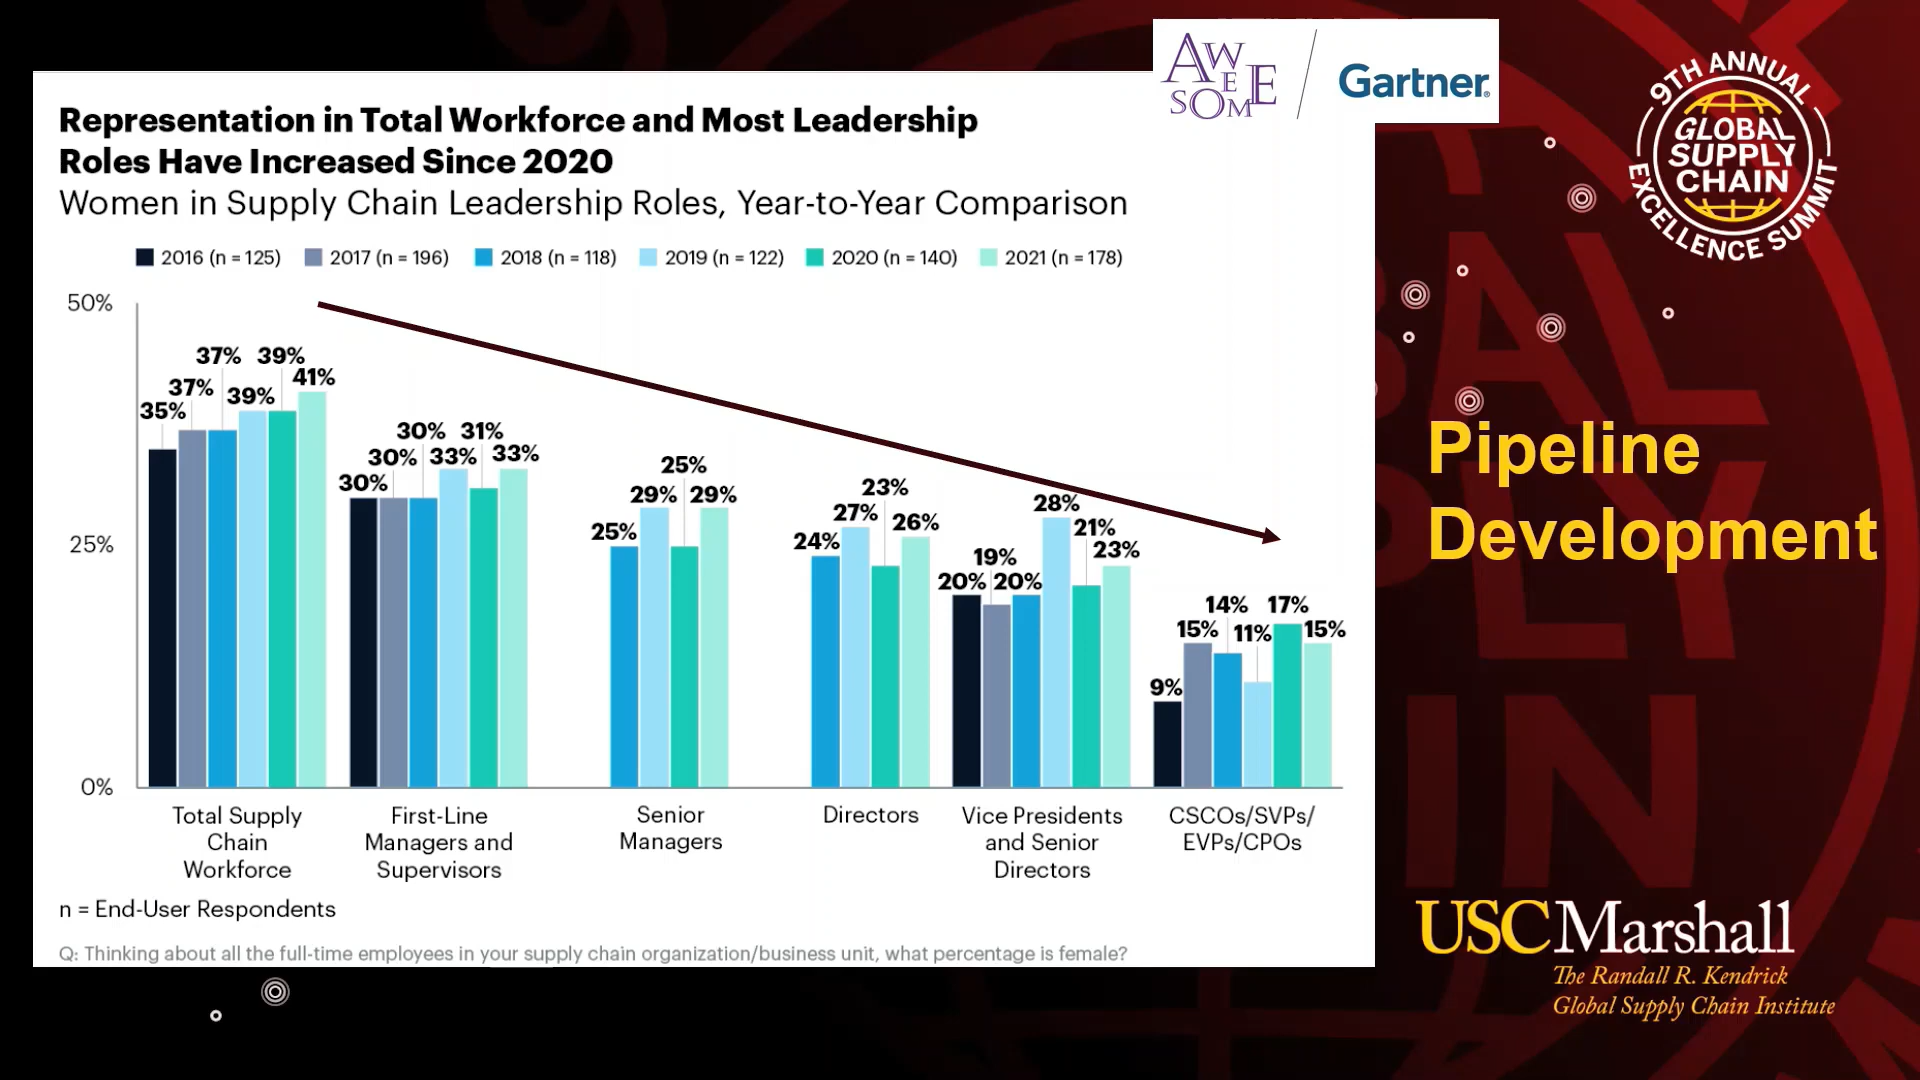 AWESOME
Gartner®
9TH ANNUAL
GLOBAL
SUPPLY
CHAIN
EXCELLENCE SUMMIT
Representation in Total Workforce and Most Leadership
Roles Have Increased Since 2020
Women in Supply Chain Leadership Roles, Year-to-Year Comparison
2016 (n = 125) 2017 (n = 196) 2018 (n = 118) 2019 (n = 122) 2020 (n = 140) 2021 (n = 178)
50%
25%
0%
35% 37% 37% 39% 39% 41%
30% 30% 30% 33% 31% 33%
25% 29% 25% 29%
24% 27% 23% 26%
20% 19% 20% 28% 21% 23%
9% 15% 14% 11% 17% 15%
Total Supply
Chain
Workforce
First-Line
Managers and
Supervisors
Senior
Managers
Directors
Vice Presidents
and Senior
Directors
CSCOs/SVPs/
EVPs/CPOs
n = End-User Respondents
Q: Thinking about all the full-time employees in your supply chain organization/business unit, what percentage is female?
Pipeline
Development
USC Marshall
The Randall R. Kendrick
Global Supply Chain Institute